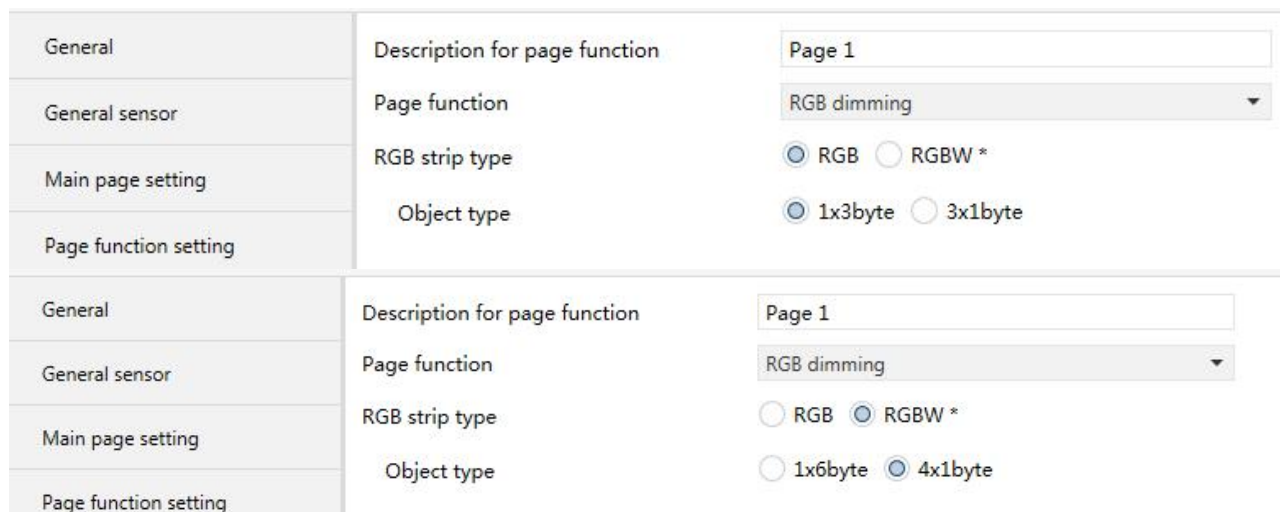 General
Description for page function Page 1
General sensor
Page function RGB dimming
RGB strip type RGB RGBW *
Main page setting
Object type 1x3byte 3x1byte
Page function setting
General
Description for page function Page 1
General sensor
Page function RGB dimming
RGB strip type RGB RGBW *
Main page setting
Object type 1x6byte 4x1byte
Page function setting